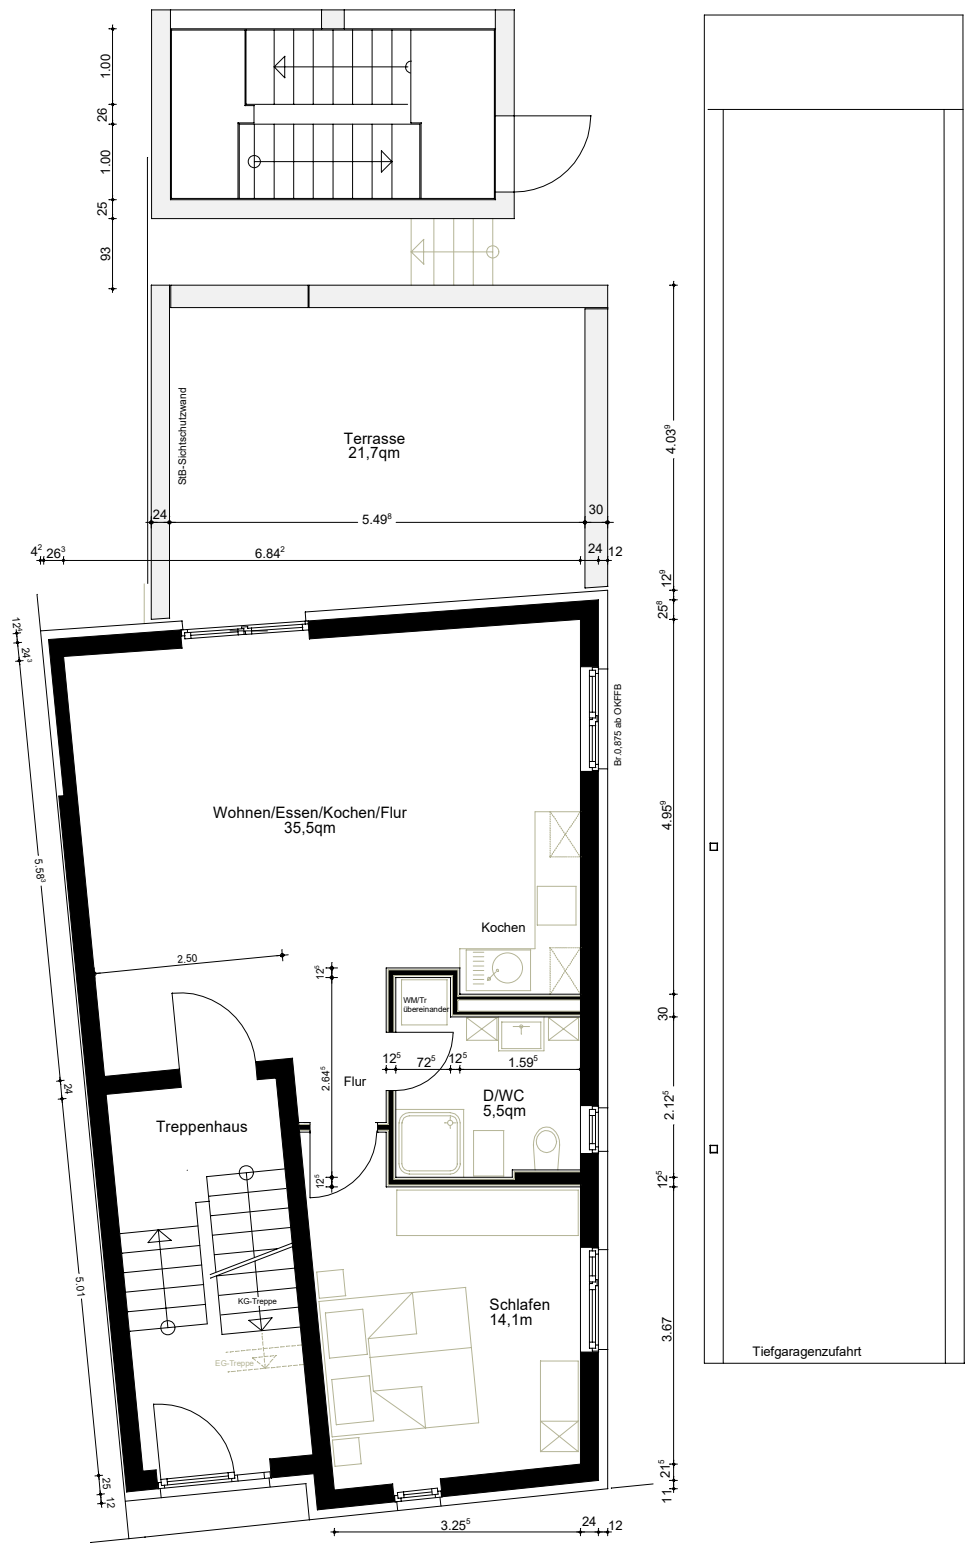 1.00
26
1.00
25
93
StB-Sichtschutzwand
Terrasse
21,7qm
4.03⁹
24
5.49⁸
30
4² 26³
6.84²
24
12
12⁹
25⁸
12⁵
24³
Br.0,875 ab OKFFB
Wohnen/Essen/Kochen/Flur
35,5qm
4.95⁹
5.58³
Kochen
2.50
12⁵
WM/Tr
übereinander
30
12⁵
72⁵
12⁵
1.59⁵
2.64⁵
Flur
24
D/WC
5,5qm
2.12⁵
Treppenhaus
12⁵
12⁵
5.01
KG-Treppe
Schlafen
14,1m
3.67
EG-Treppe
Tiefgaragenzufahrt
25
12
21⁵
11
3.25⁵
24
12